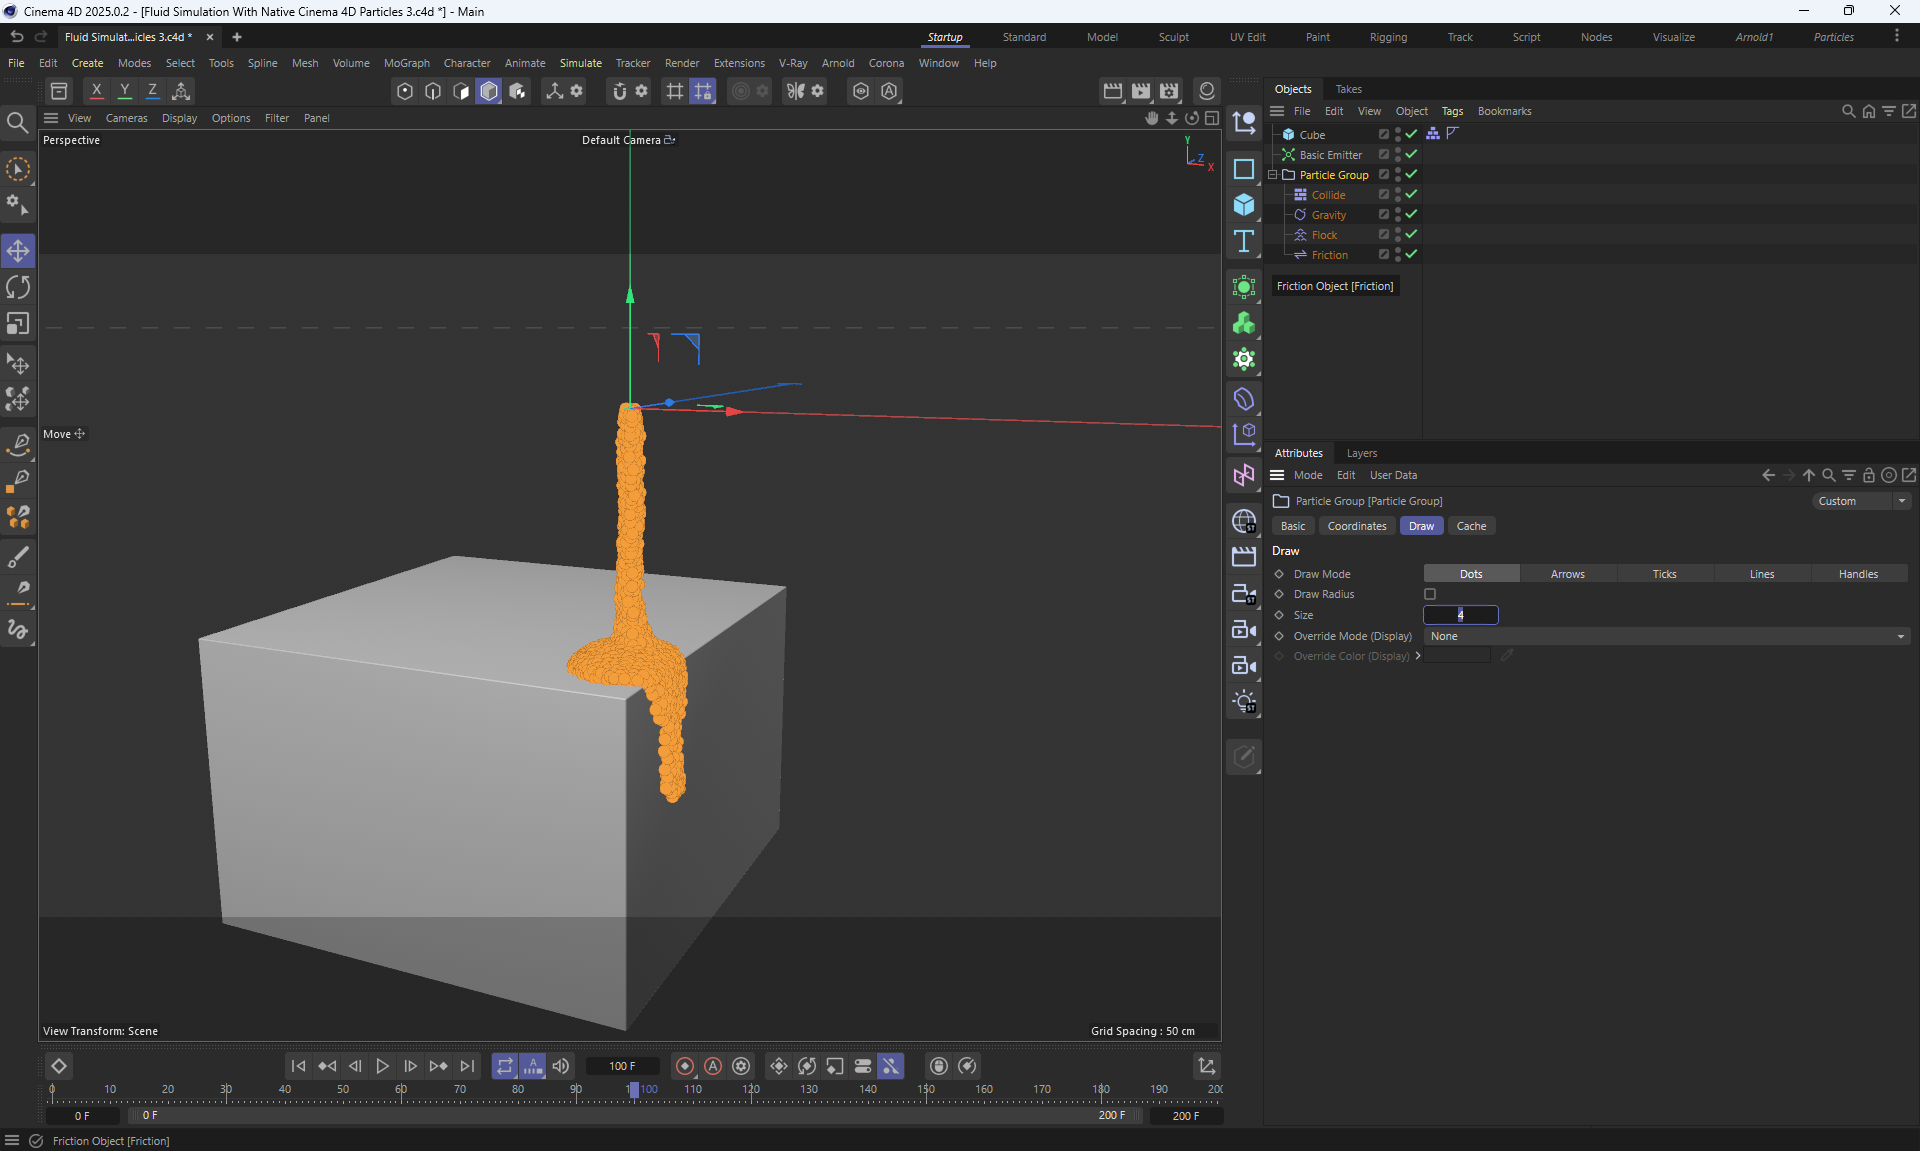 Cinema 4D 2025.0.2 - [Fluid Simulation With Native Cinema 4D Particles 3.c4d *] - Main
Fluid Simulat...icles 3.c4d *
Startup Standard Model Sculpt UV Edit Paint Rigging Track Script Nodes Visualize Arnold1 Particles
File Edit Create Modes Select Tools Spline Mesh Volume MoGraph Character Animate Simulate Tracker Render Extensions V-Ray Arnold Corona Window Help
X Y Z
View Cameras Display Options Filter Panel
Perspective
Default Camera
Y
Z
X
Move
View Transform: Scene
Grid Spacing : 50 cm
Objects Takes
File Edit View Object Tags Bookmarks
Cube
Basic Emitter
Particle Group
Collide
Gravity
Flock
Friction
Friction Object [Friction]
Attributes Layers
Mode Edit User Data
Particle Group [Particle Group]
Custom
Basic Coordinates Draw Cache
Draw
Draw Mode Dots Arrows Ticks Lines Handles
Draw Radius
Size 4
Override Mode (Display) None
Override Color (Display)
100 F
0 10 20 30 40 50 60 70 80 90 100 110 120 130 140 150 160 170 180 190 200
0 F 0 F 200 F 200 F
Friction Object [Friction]